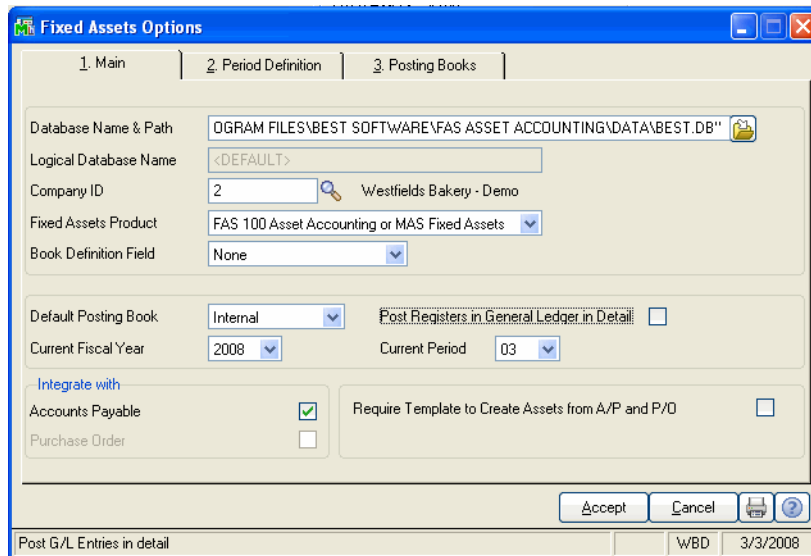 Fixed Assets Options
1. Main
2. Period Definition
3. Posting Books
Database Name & Path OGRAM FILES\BEST SOFTWARE\FAS ASSET ACCOUNTING\DATA\BEST.DB"
Logical Database Name <DEFAULT>
Company ID 2 Westfields Bakery - Demo
Fixed Assets Product FAS 100 Asset Accounting or MAS Fixed Assets
Book Definition Field None
Default Posting Book Internal Post Registers in General Ledger in Detail
Current Fiscal Year 2008 Current Period 03
Integrate with
Accounts Payable Require Template to Create Assets from A/P and P/O
Purchase Order
Accept Cancel
Post G/L Entries in detail WBD 3/3/2008